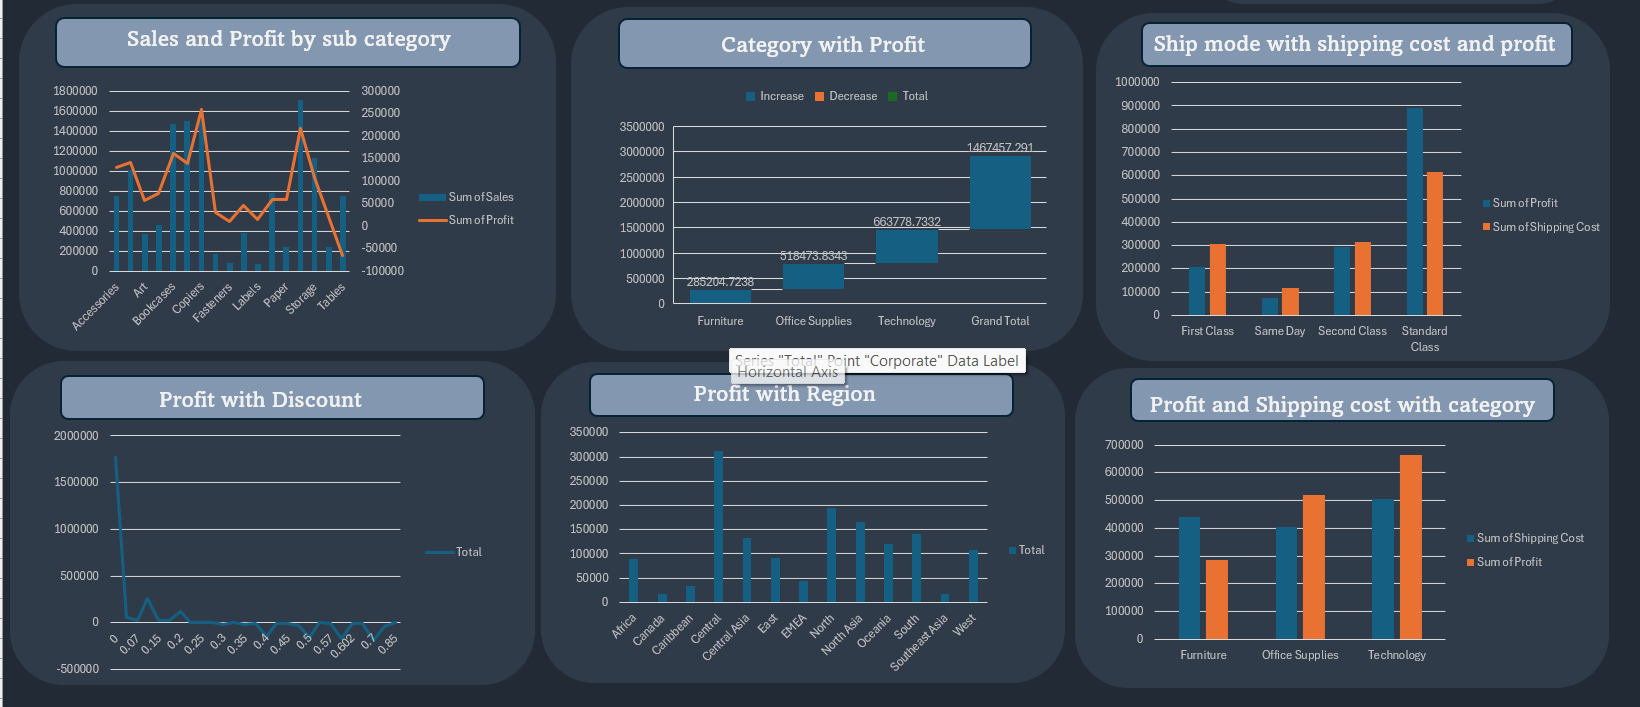 Sales and Profit by sub category
1800000
1600000
1400000
1200000
1000000
800000
600000
400000
200000
0
300000
250000
200000
150000
100000
50000
0
-50000
-100000
Accessories
Art
Bookcases
Copiers
Fasteners
Labels
Paper
Storage
Tables
Sum of Sales
Sum of Profit
Category with Profit
Increase Decrease Total
3500000
3000000
2500000
2000000
1500000
1000000
500000
0
285204.7238
518473.8343
663778.7332
1467457.291
Furniture Office Supplies Technology Grand Total
Ship mode with shipping cost and profit
1000000
900000
800000
700000
600000
500000
400000
300000
200000
100000
0
First Class Same Day Second Class Standard
Class
Sum of Profit
Sum of Shipping Cost
Series "Total" Point "Corporate" Data Label
Horizontal Axis
Profit with Discount
2000000
1500000
1000000
500000
0
-500000
0
0.07
0.15
0.2
0.25
0.3
0.35
0.4
0.45
0.5
0.57
0.602
0.7
0.85
Total
Profit with Region
350000
300000
250000
200000
150000
100000
50000
0
Africa
Canada
Caribbean
Central
Central Asia
East
EMEA
North
North Asia
Oceania
South
Southeast Asia
West
Total
Profit and Shipping cost with category
700000
600000
500000
400000
300000
200000
100000
0
Furniture Office Supplies Technology
Sum of Shipping Cost
Sum of Profit